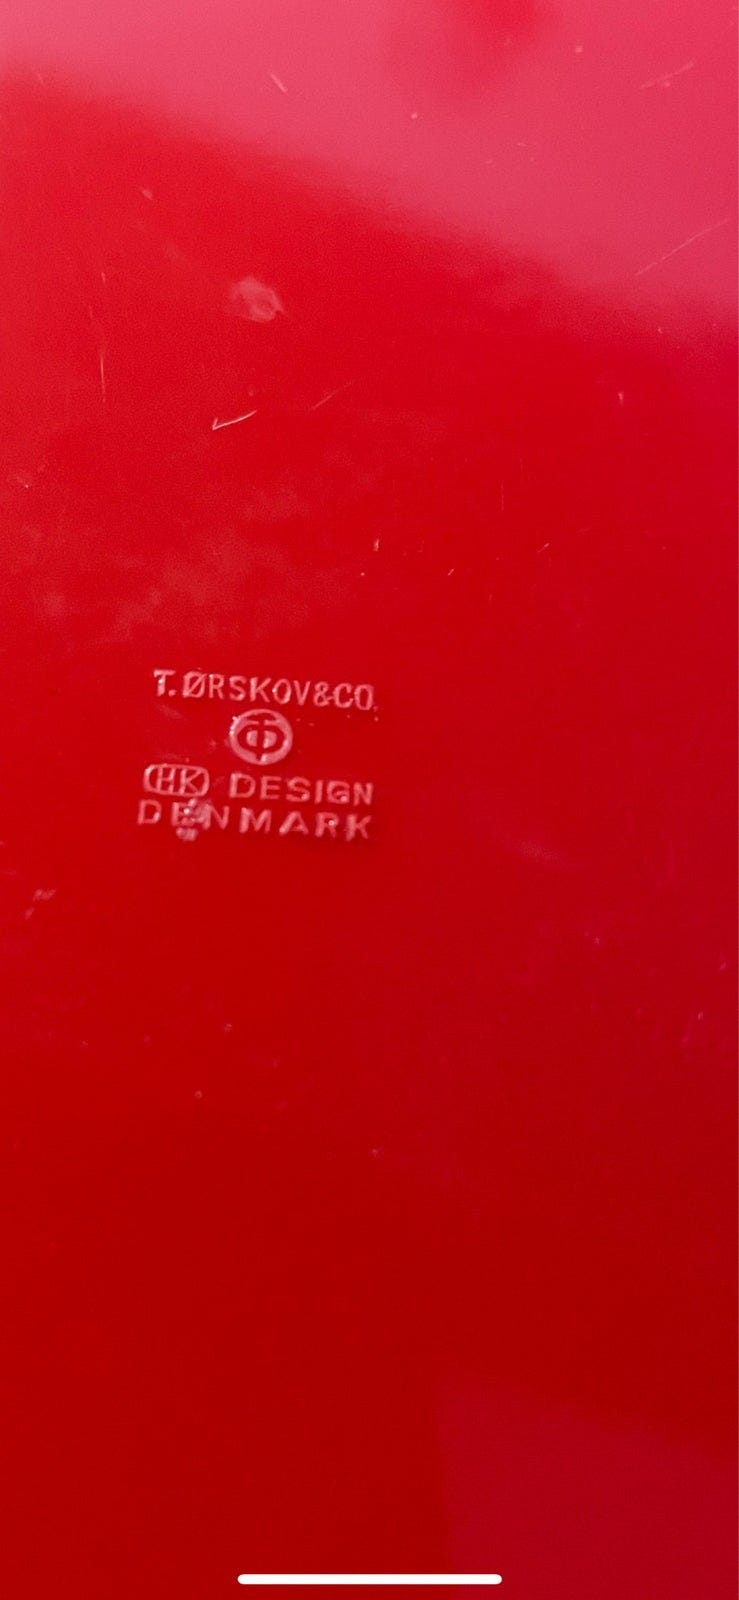 T.ØRSKOV&CO.
HK DESIGN
DENMARK